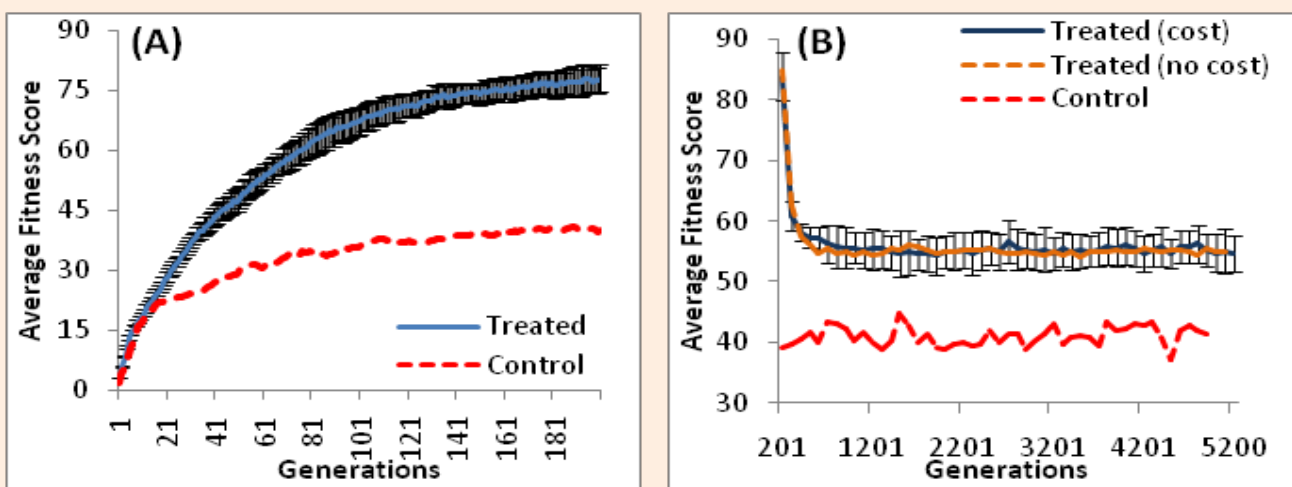 (A)
Average Fitness Score
90
75
60
45
30
15
0
Treated
Control
1
21
41
61
81
101
121
141
161
181
Generations
(B)
Treated (cost)
Treated (no cost)
Control
Average Fitness Score
90
80
70
60
50
40
30
201
1201
2201
3201
4201
5200
Generations